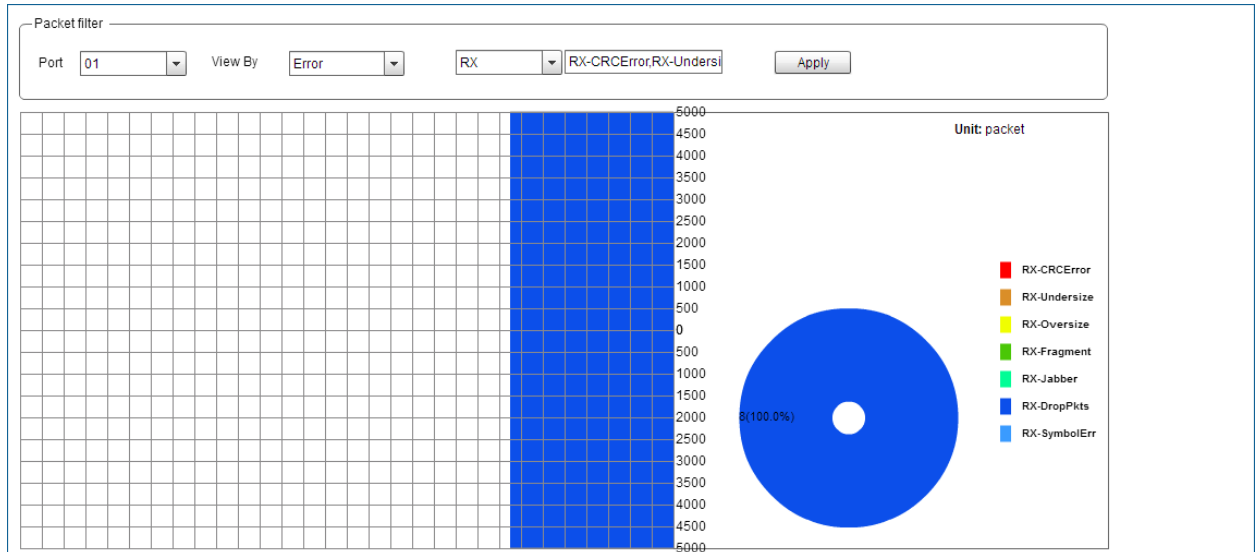 Packet filter
Port 01 View By Error RX RX-CRCError,RX-Undersi Apply
5000
4500
4000
3500
3000
2500
2000
1500
1000
500
0
500
1000
1500
2000
2500
3000
3500
4000
4500
5000
Unit: packet
8(100.0%)
RX-CRCError
RX-Undersize
RX-Oversize
RX-Fragment
RX-Jabber
RX-DropPkts
RX-SymbolErr